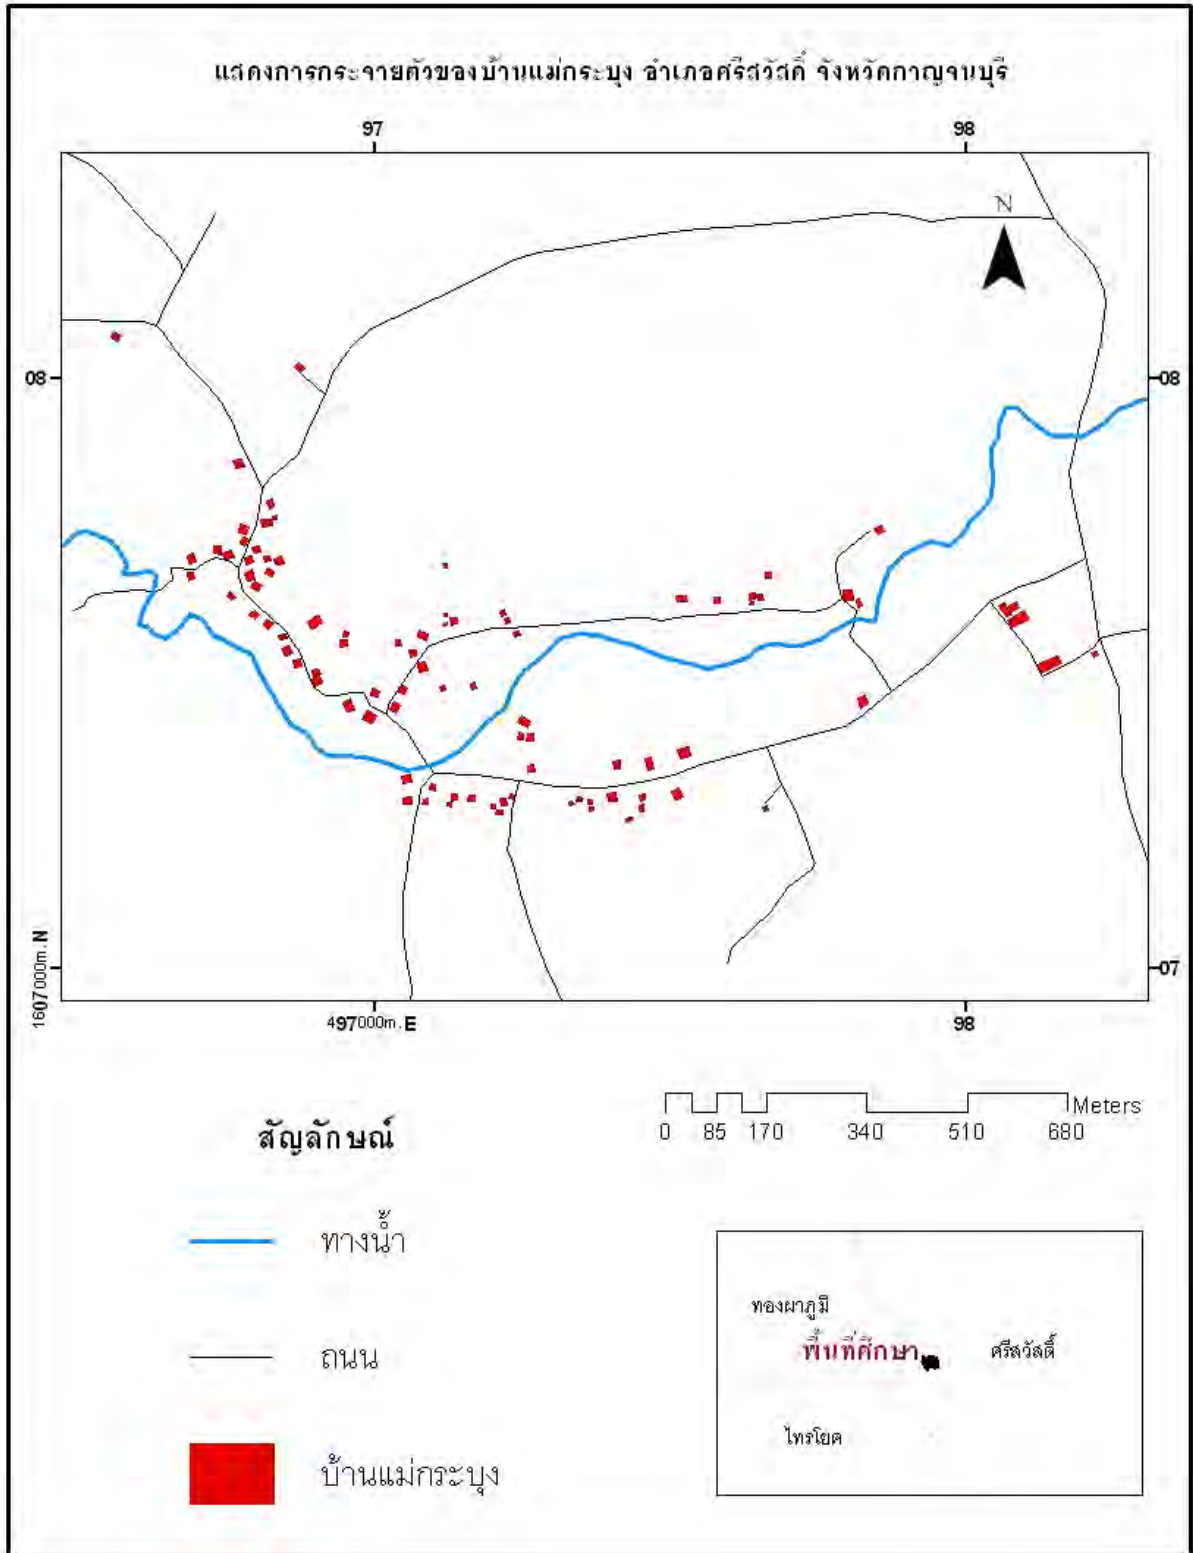 แสดงการกระจายตัวของบ้านแม่กระบุง อำเภอศรีสวัสดิ์ จังหวัดกาญจนบุรี
97 98
N
08 08
1607000m.N 07
497000m.E 98
Meters
0 85 170 340 510 680
สัญลักษณ์
ทางน้ำ
ถนน
บ้านแม่กระบุง
ทองผาภูมิ
พื้นที่ศึกษา ศรีสวัสดิ์
ไทรโยค